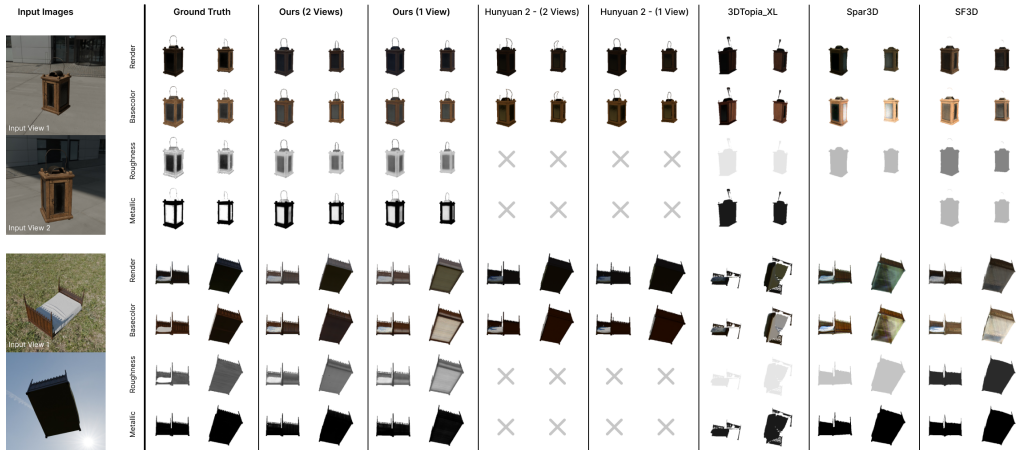 Input Images
Ground Truth
Ours (2 Views)
Ours (1 View)
Hunyuan 2 - (2 Views)
Hunyuan 2 - (1 View)
3DTopia_XL
Spar3D
SF3D
Input View 1
Input View 2
Render
Basecolor
Roughness
Metallic
Input View 1
Render
Basecolor
Roughness
Metallic